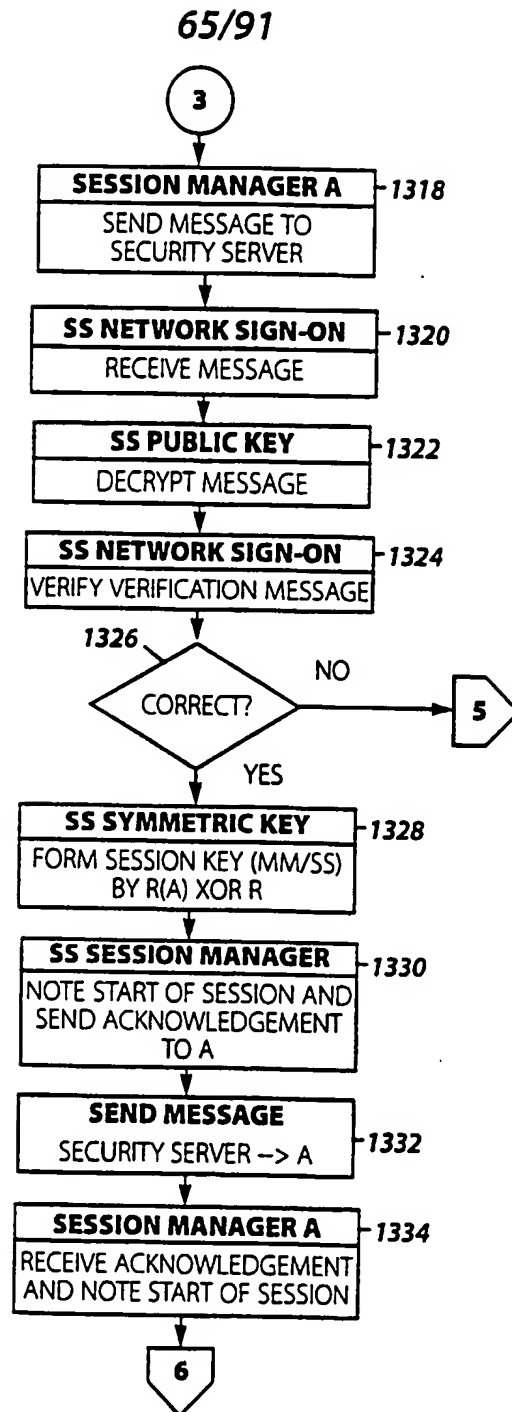 65/91
3
SESSION MANAGER A
1318
SEND MESSAGE TO
SECURITY SERVER
SS NETWORK SIGN-ON
1320
RECEIVE MESSAGE
SS PUBLIC KEY
1322
DECRYPT MESSAGE
SS NETWORK SIGN-ON
1324
VERIFY VERIFICATION MESSAGE
1326
CORRECT?
NO
5
YES
SS SYMMETRIC KEY
1328
FORM SESSION KEY (MM/SS)
BY R(A) XOR R
SS SESSION MANAGER
1330
NOTE START OF SESSION AND
SEND ACKNOWLEDGEMENT
TO A
SEND MESSAGE
1332
SECURITY SERVER --> A
SESSION MANAGER A
1334
RECEIVE ACKNOWLEDGEMENT
AND NOTE START OF SESSION
6